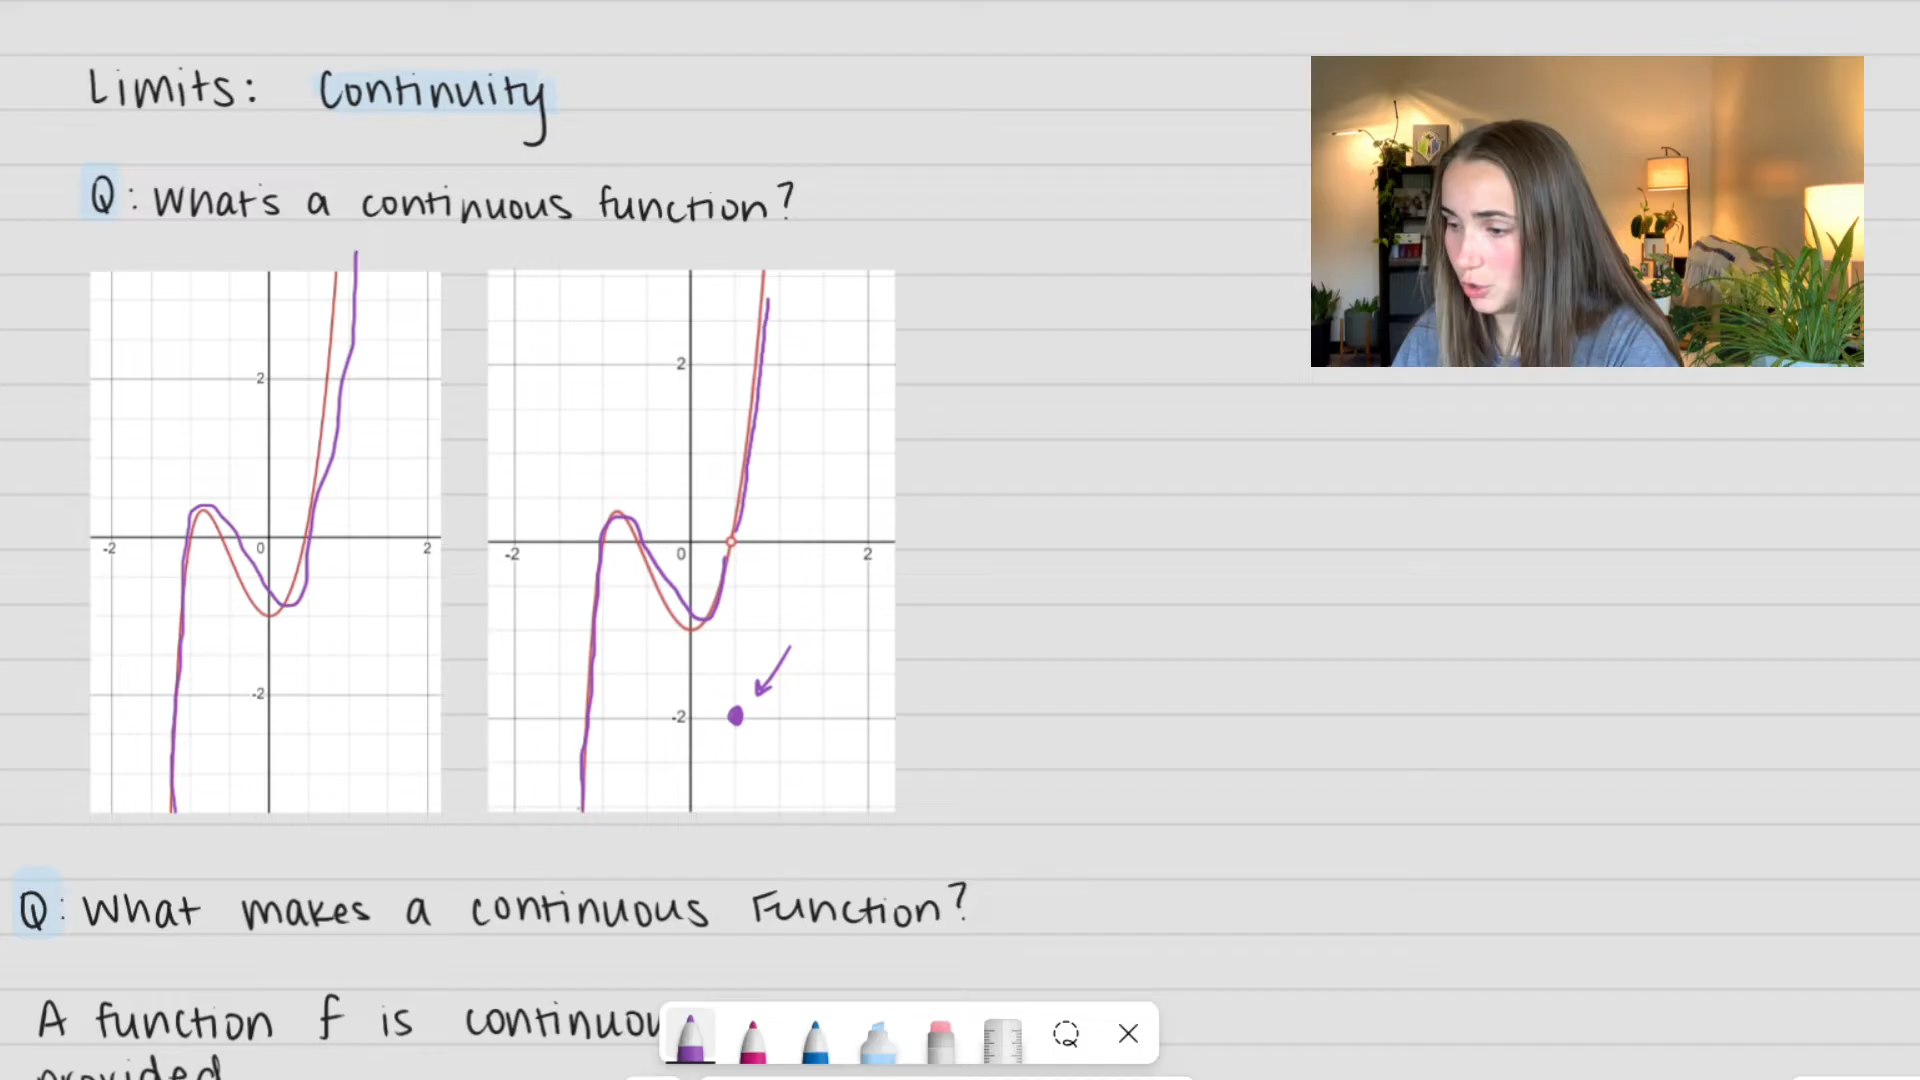 Limits: Continuity
Q: What's a continuous function?
2
-2
0
2
-2
2
-2
0
2
-2
Q: What makes a continuous Function?
A function f is continuou
provided